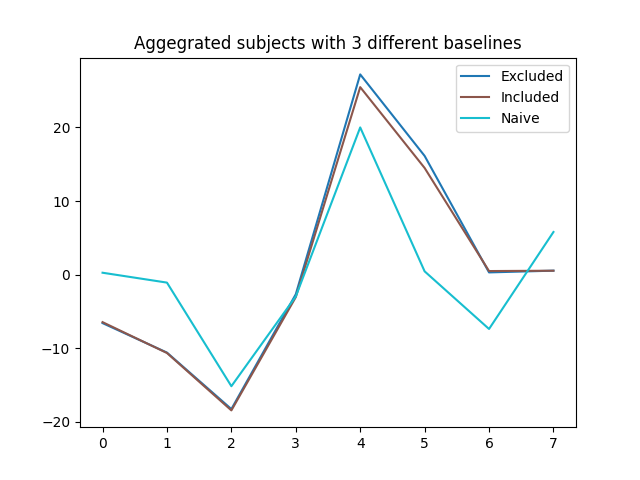 Aggegrated subjects with 3 different baselines
Excluded
Included
Naive
20
10
0
−10
−20
0 1 2 3 4 5 6 7